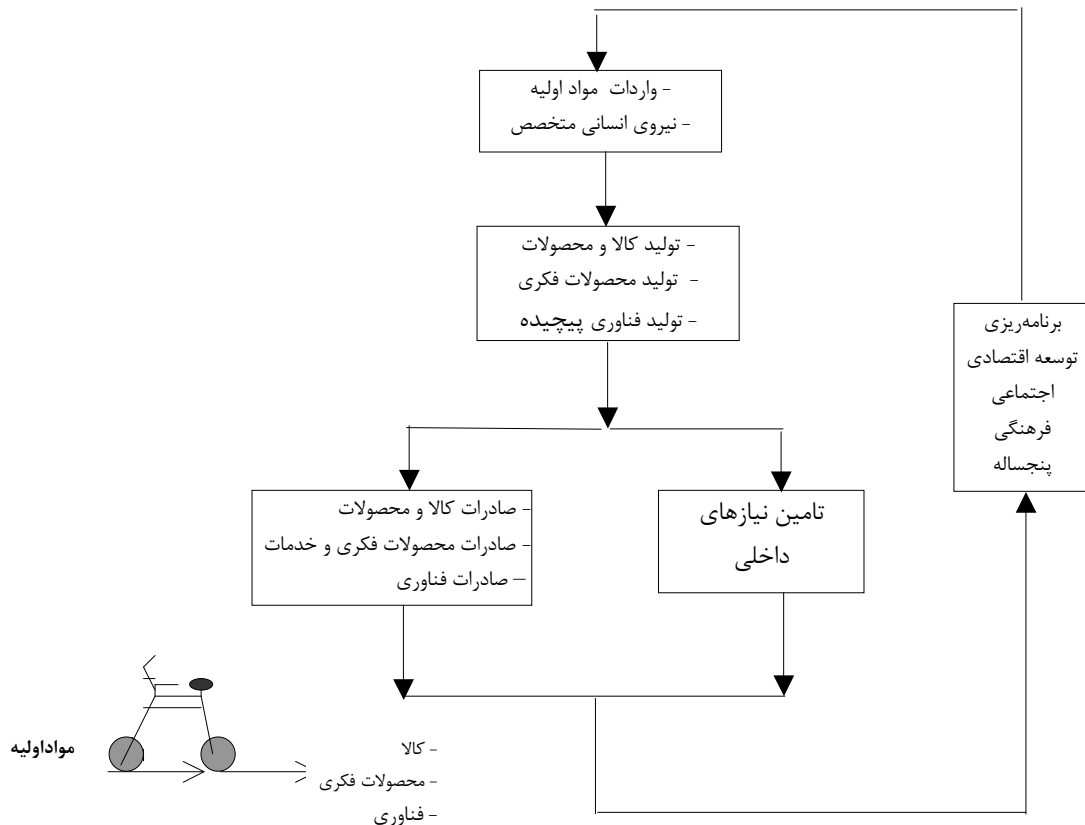 - واردات مواد اولیه
- نیروی انسانی متخصص
- تولید کالا و محصولات
- تولید محصولات فکری
- تولید فناوری پیچیده
برنامه‌ریزی
توسعه اقتصادی
اجتماعی
فرهنگی
پنجساله
تامین نیازهای
داخلی
- صادرات کالا و محصولات
- صادرات محصولات فکری و خدمات
– صادرات فناوری
مواداولیه
- کالا
- محصولات فکری
- فناوری